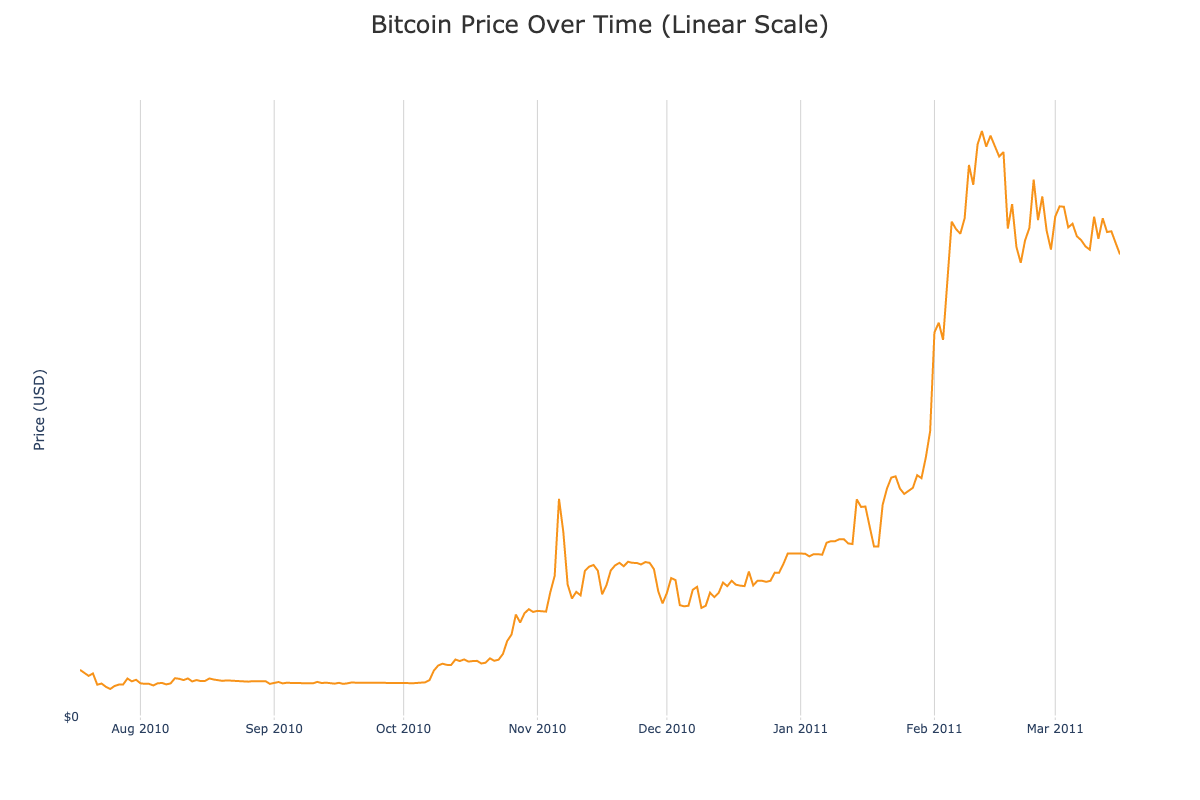 Bitcoin Price Over Time (Linear Scale)
Price (USD)
$0
Aug 2010 Sep 2010 Oct 2010 Nov 2010 Dec 2010 Jan 2011 Feb 2011 Mar 2011